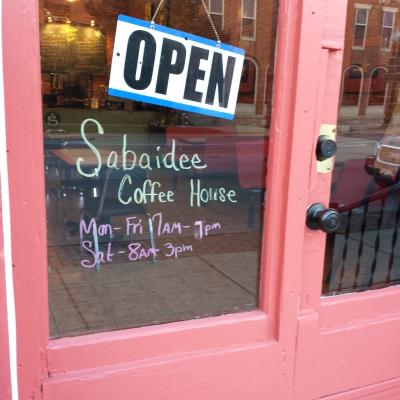 OPEN
Sabaidee
Coffee House
Mon-Fri 7AM-7pm
Sat-8am-3pm